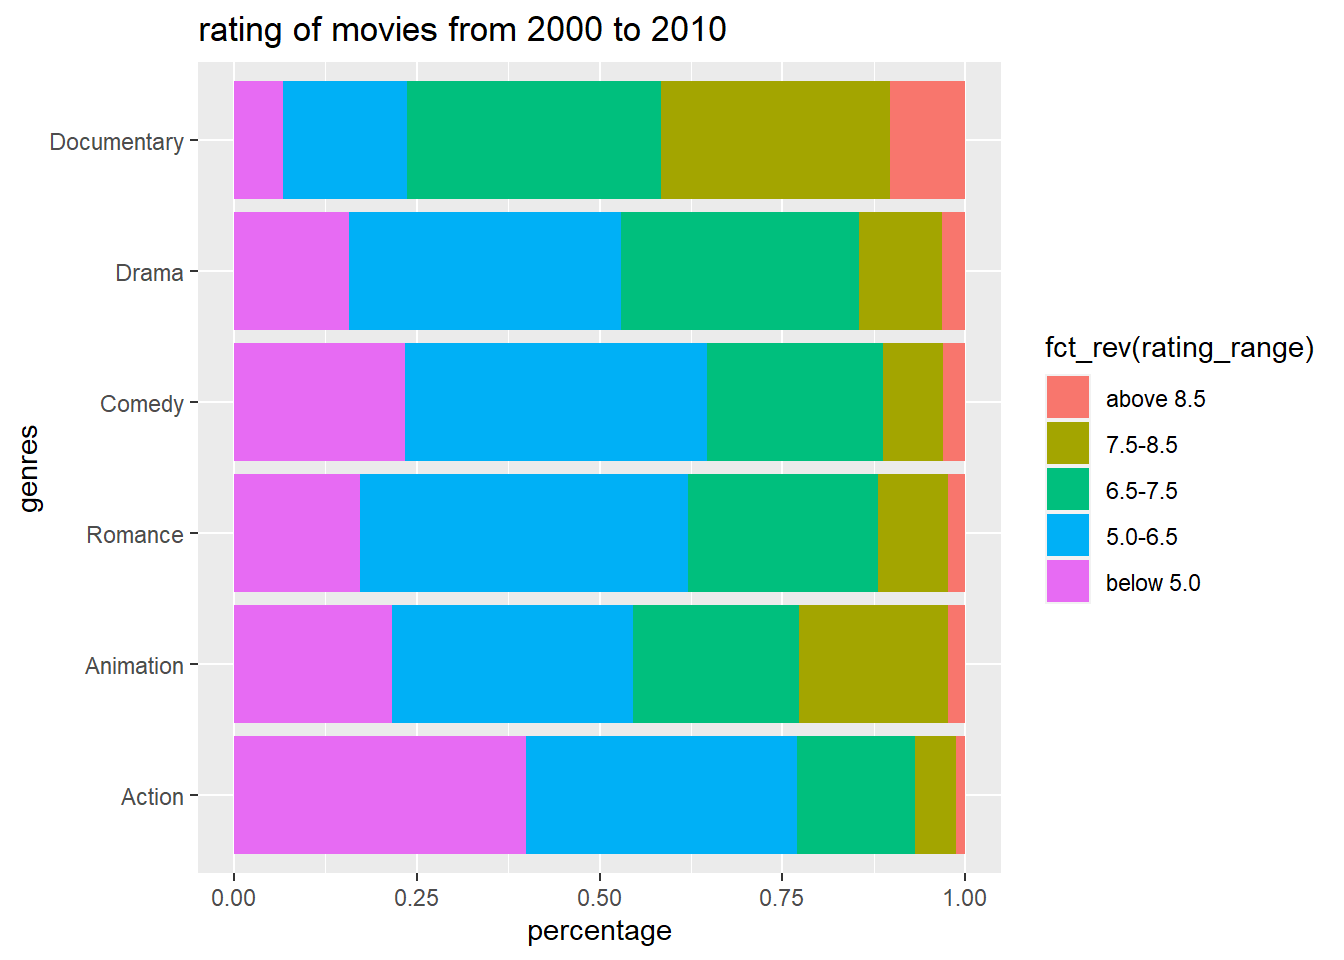 rating of movies from 2000 to 2010
genres
Documentary
Drama
Comedy
Romance
Animation
Action
0.00 0.25 0.50 0.75 1.00
percentage
fct_rev(rating_range)
above 8.5
7.5-8.5
6.5-7.5
5.0-6.5
below 5.0